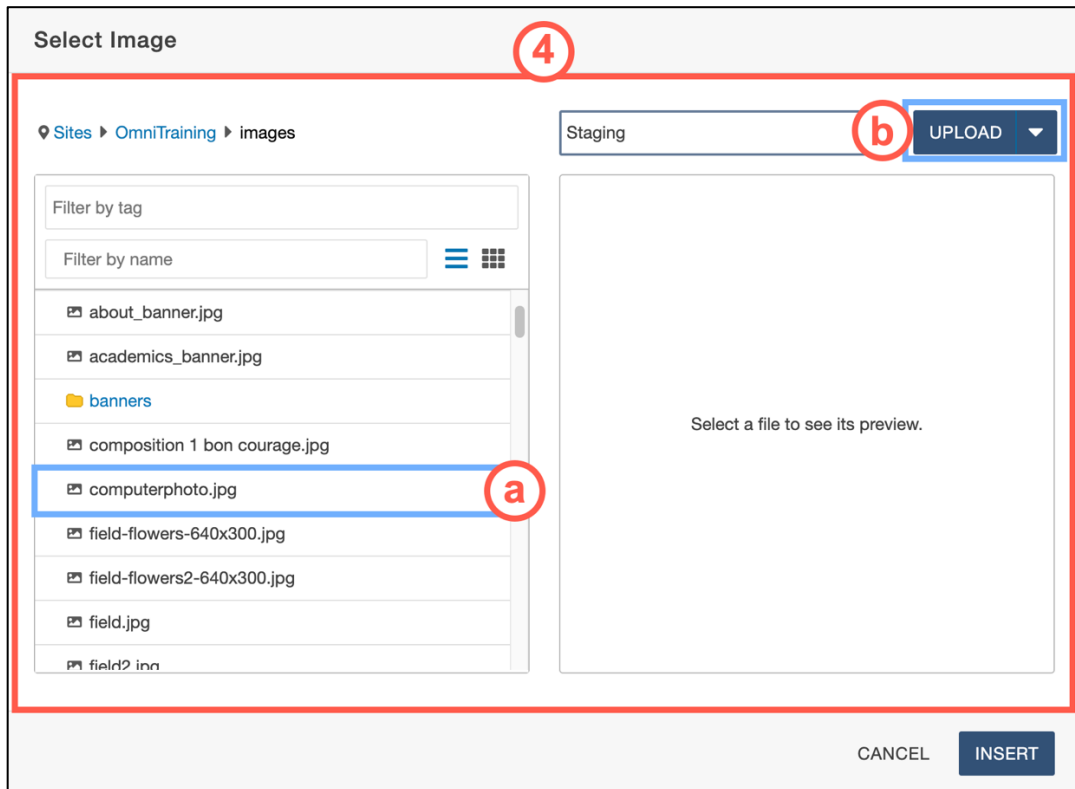 Select Image
4
Sites OmniTraining images
Staging
b
UPLOAD
Filter by tag
Filter by name
about_banner.jpg
academics_banner.jpg
banners
composition 1 bon courage.jpg
computerphoto.jpg
a
field-flowers-640x300.jpg
field-flowers2-640x300.jpg
field.jpg
field2.jpg
Select a file to see its preview.
CANCEL
INSERT